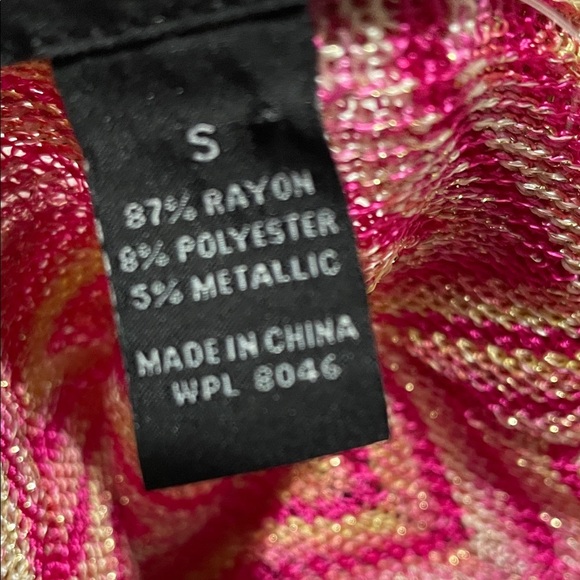 S
87% RAYON
8% POLYESTER
5% METALLIC
MADE IN CHINA
WPL 8046